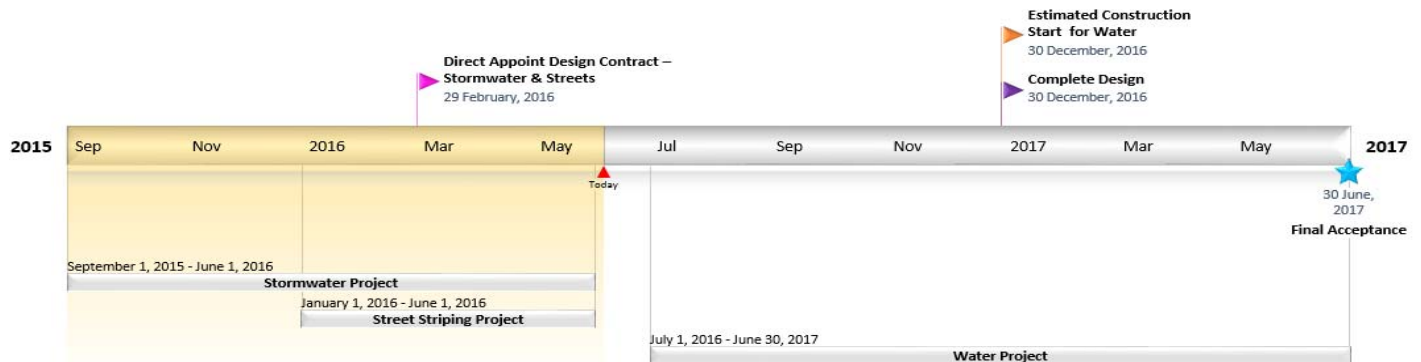 Estimated Construction
Start for Water
30 December, 2016
Direct Appoint Design Contract –
Stormwater & Streets
29 February, 2016
Complete Design
30 December, 2016
2015 Sep Nov 2016 Mar May Jul Sep Nov 2017 Mar May 2017
Today
30 June,
2017
Final Acceptance
September 1, 2015 - June 1, 2016
Stormwater Project
January 1, 2016 - June 1, 2016
Street Striping Project
July 1, 2016 - June 30, 2017
Water Project